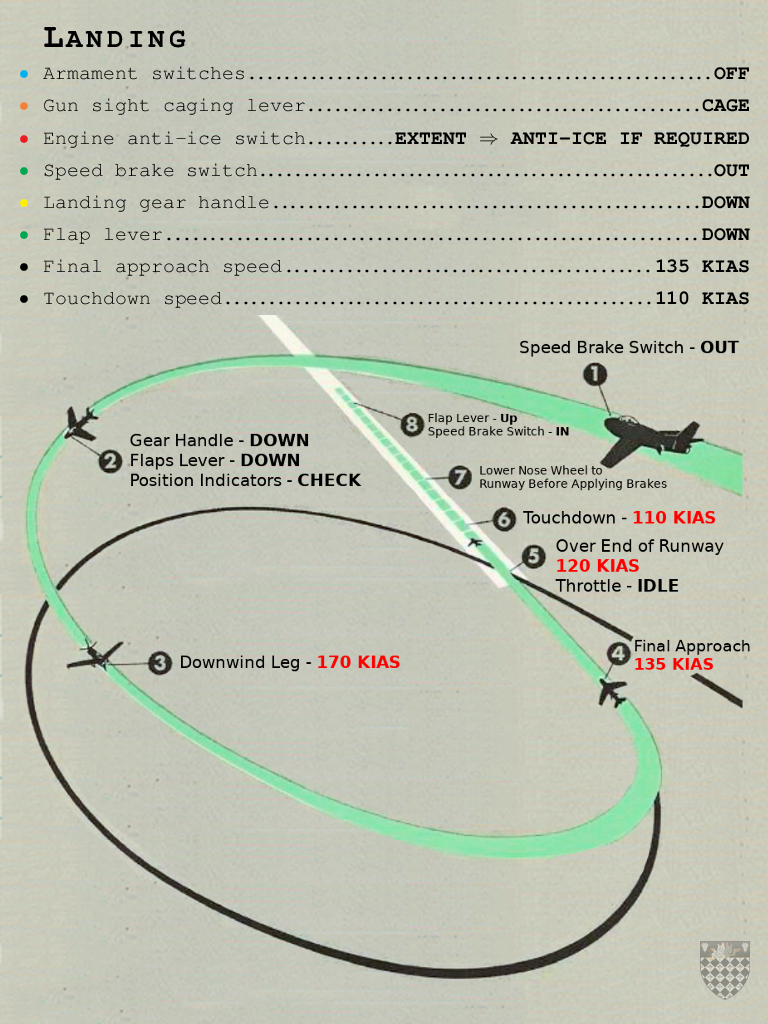 LANDING
Armament switches....................................................OFF
Gun sight caging lever............................................CAGE
Engine anti-ice switch..........EXTENT ⇒ ANTI-ICE IF REQUIRED
Speed brake switch...................................................OUT
Landing gear handle................................................DOWN
Flap lever............................................................DOWN
Final approach speed.........................................135 KIAS
Touchdown speed................................................110 KIAS
Speed Brake Switch - OUT
1
8
Flap Lever - Up
Speed Brake Switch - IN
2
Gear Handle - DOWN
Flaps Lever - DOWN
Position Indicators - CHECK
7
Lower Nose Wheel to
Runway Before Applying Brakes
6
Touchdown - 110 KIAS
5
Over End of Runway
120 KIAS
Throttle - IDLE
3
Downwind Leg - 170 KIAS
4
Final Approach
135 KIAS